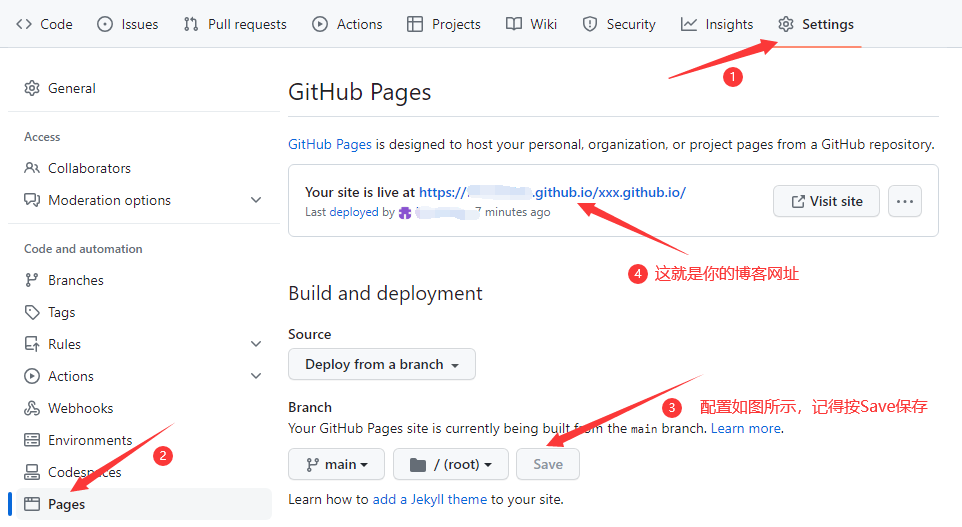 Code Issues Pull requests Actions Projects Wiki Security Insights Settings
1
General
Access
Collaborators
Moderation options
Code and automation
Branches
Tags
Rules
Actions
Webhooks
Environments
Codespaces
Pages
2
GitHub Pages
GitHub Pages is designed to host your personal, organization, or project pages from a GitHub repository.
Your site is live at https:// .github.io/xxx.github.io/
Last deployed by 7 minutes ago
Visit site
4 这就是你的博客网址
Build and deployment
Source
Deploy from a branch
Branch
3 配置如图所示，记得按Save保存
Your GitHub Pages site is currently being built from the main branch. Learn more.
main / (root) Save
Learn how to add a Jekyll theme to your site.